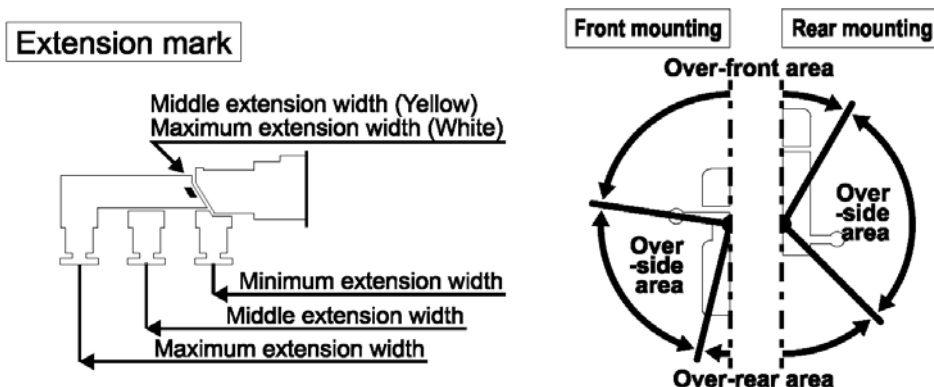 Extension mark
Middle extension width (Yellow)
Maximum extension width (White)
Minimum extension width
Middle extension width
Maximum extension width
Front mounting
Rear mounting
Over-front area
Over
-side
area
Over
-side
area
Over-rear area